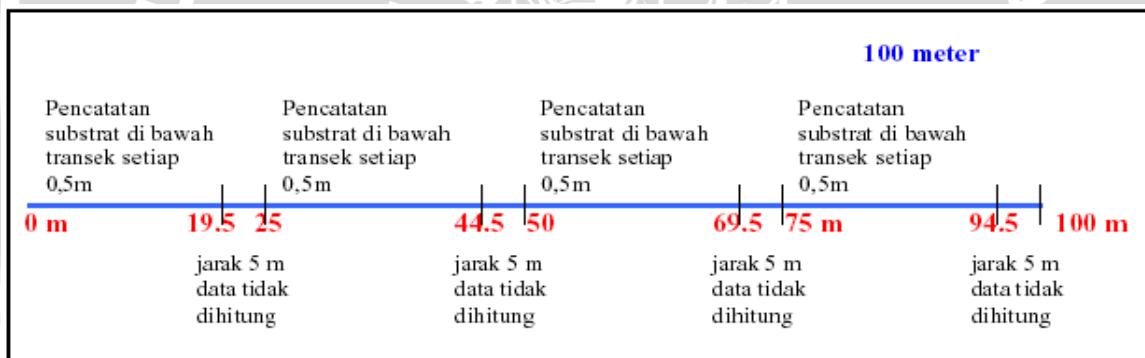 100 meter
Pencatatan
substrat di bawah
transek setiap
0,5m
Pencatatan
substrat di bawah
transek setiap
0,5m
Pencatatan
substrat di bawah
transek setiap
0,5m
Pencatatan
substrat di bawah
transek setiap
0,5m
0 m 19.5 25 44.5 50 69.5 75 m 94.5 100 m
jarak 5 m
data tidak
dihitung
jarak 5 m
data tidak
dihitung
jarak 5 m
data tidak
dihitung
jarak 5 m
data tidak
dihitung